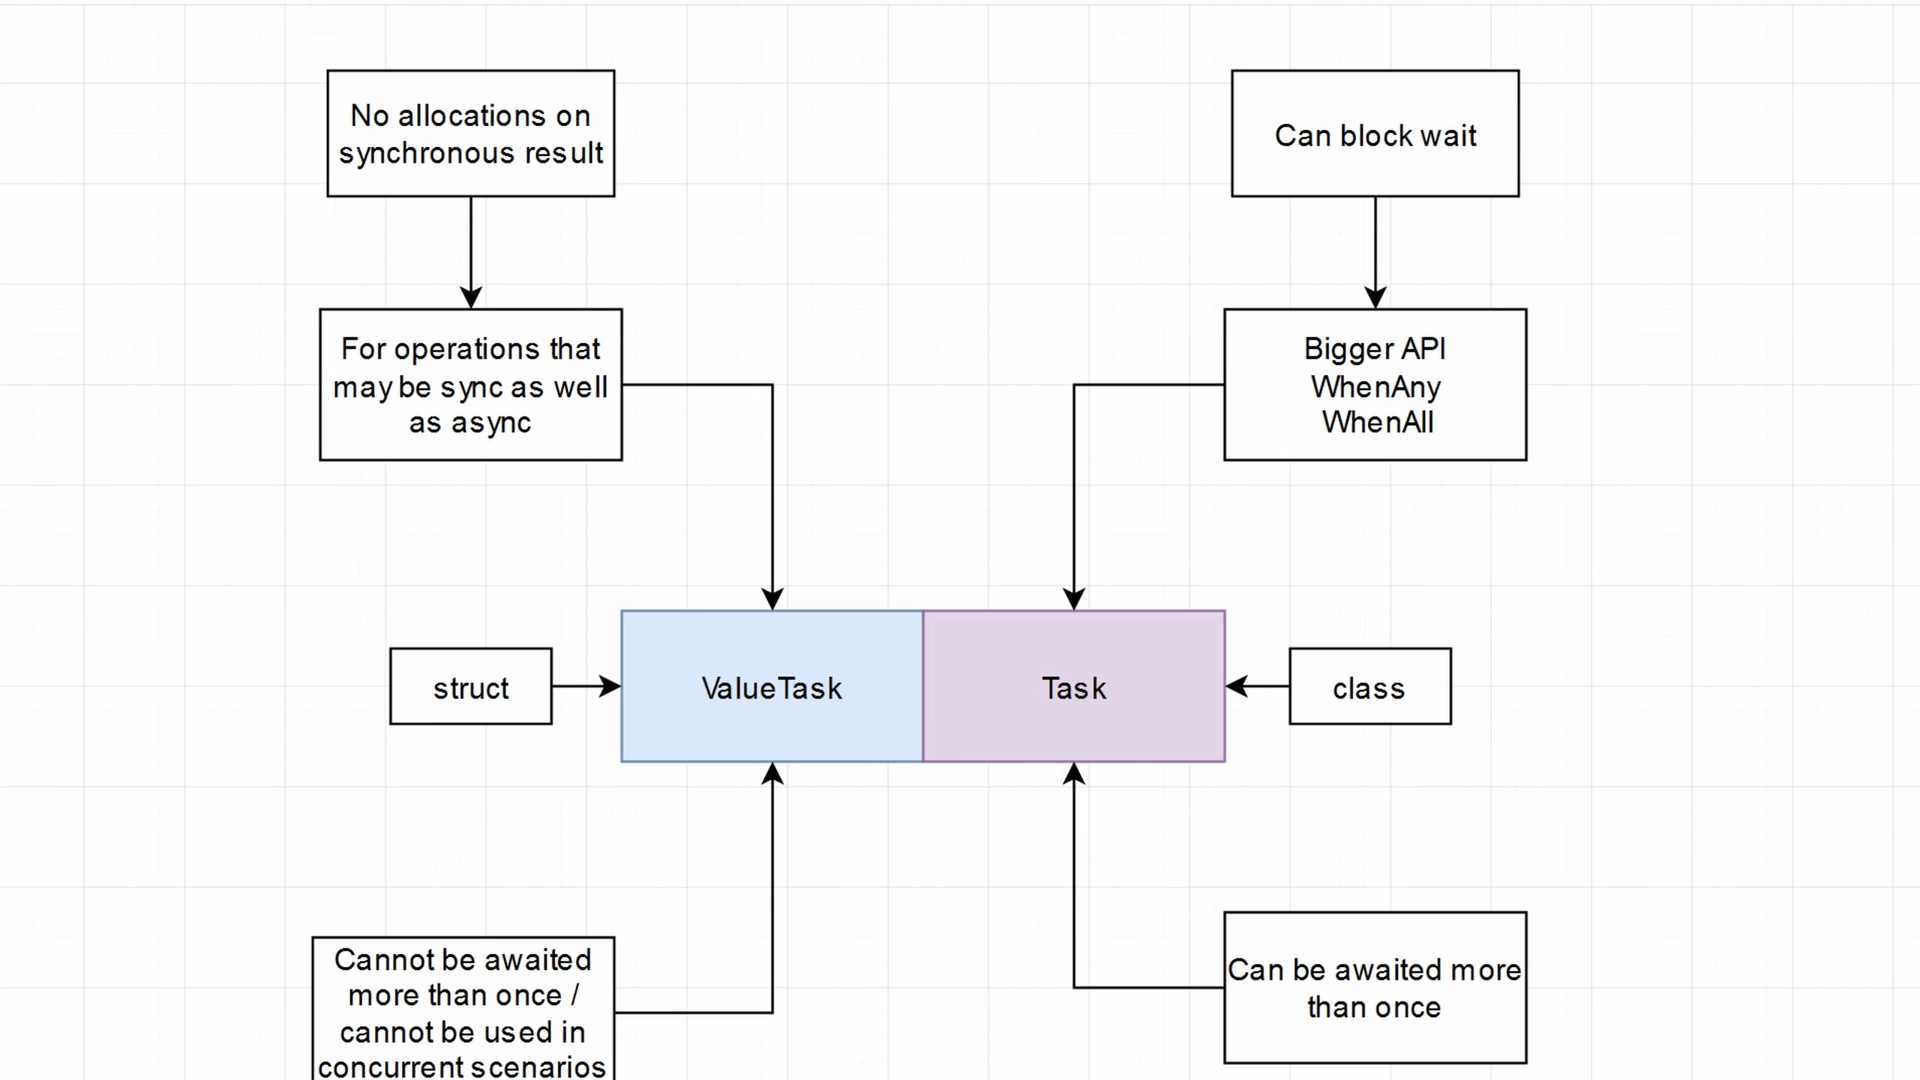 No allocations on
synchronous result
Can block wait
For operations that
may be sync as well
as async
Bigger API
WhenAny
WhenAll
struct
ValueTask
Task
class
Cannot be awaited
more than once /
cannot be used in
concurrent scenarios
Can be awaited more
than once